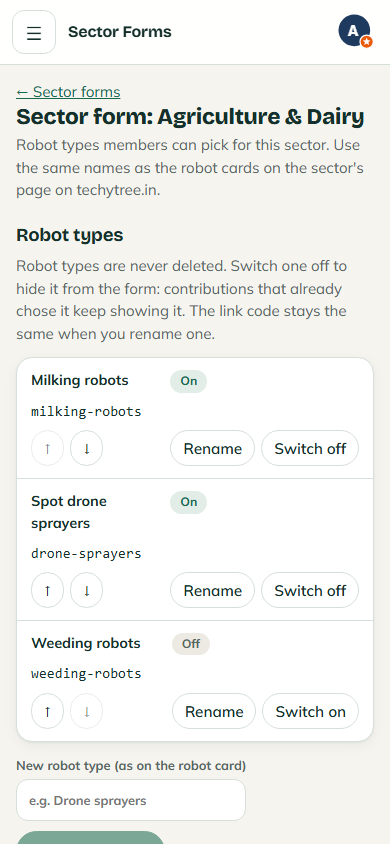 ☰ Sector Forms A
← Sector forms
Sector form: Agriculture & Dairy
Robot types members can pick for this sector. Use
the same names as the robot cards on the sector's
page on techytree.in.
Robot types
Robot types are never deleted. Switch one off to
hide it from the form: contributions that already
chose it keep showing it. The link code stays the
same when you rename one.
Milking robots On
milking-robots
↑ ↓ Rename Switch off
Spot drone On
sprayers
drone-sprayers
↑ ↓ Rename Switch off
Weeding robots Off
weeding-robots
↑ ↓ Rename Switch on
New robot type (as on the robot card)
e.g. Drone sprayers